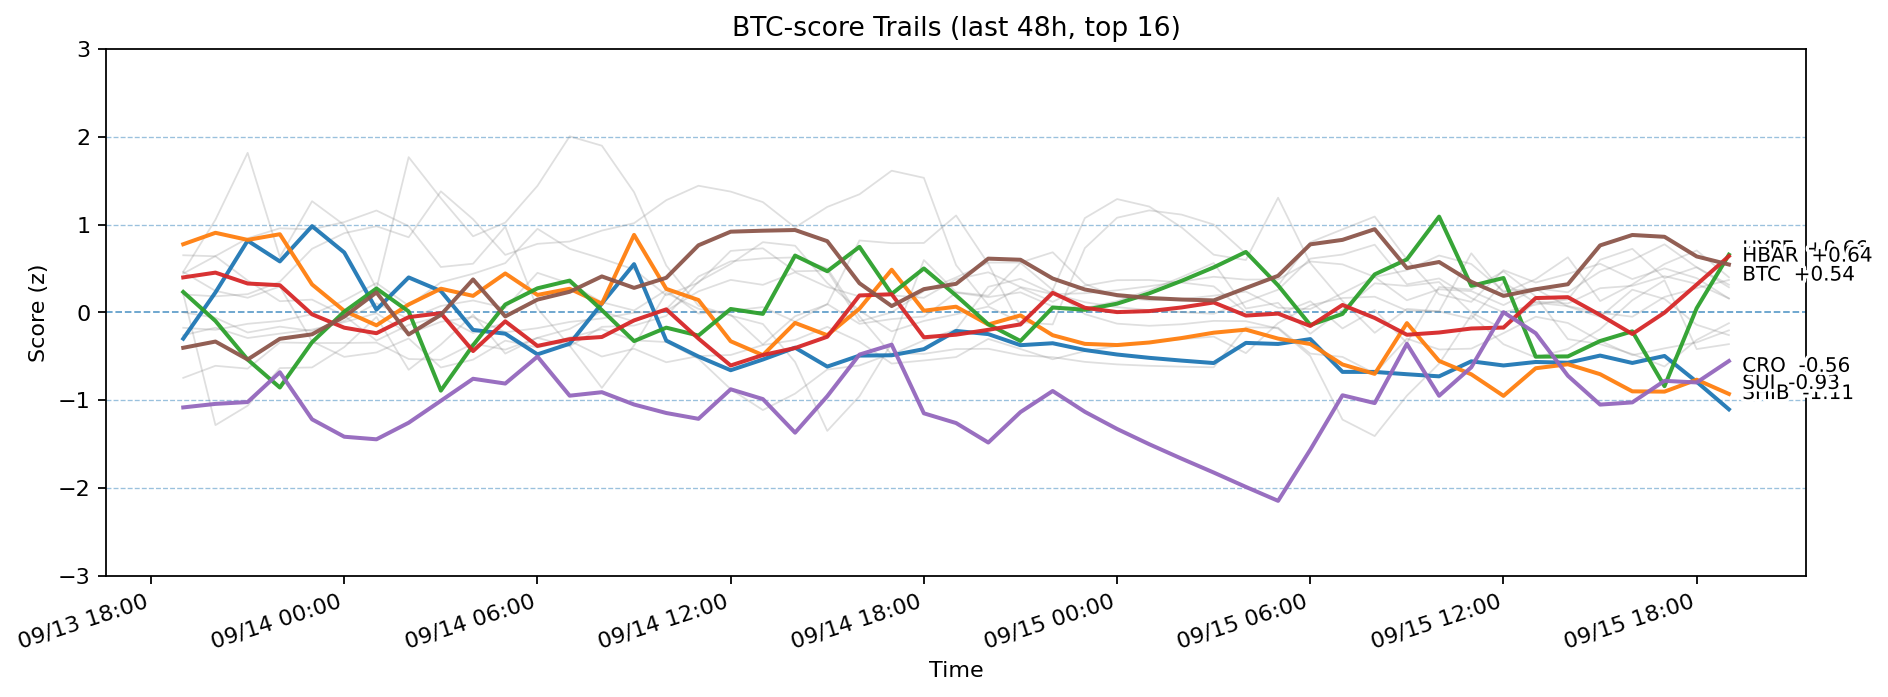 BTC-score Trails (last 48h, top 16)
Score (z)
3
2
1
0
−1
−2
−3
HBAR +0.64
BTC +0.54
CRO -0.56
SUI -0.93
SHIB -1.11
09/13 18:00
09/14 00:00
09/14 06:00
09/14 12:00
09/14 18:00
09/15 00:00
09/15 06:00
09/15 12:00
09/15 18:00
Time